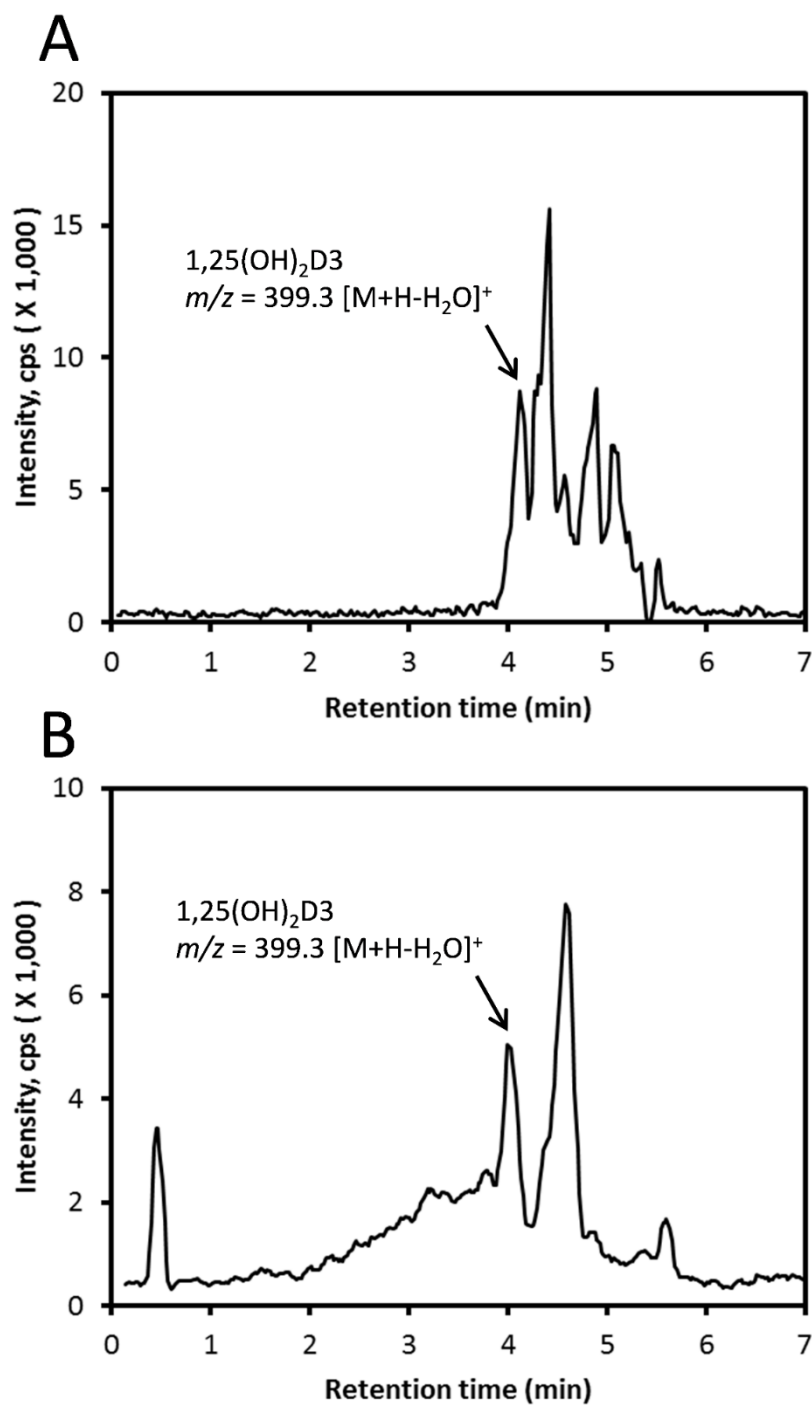 A
20
15
10
5
0
Intensity, cps ( X 1,000 )
1,25(OH)₂D3
m/z = 399.3 [M+H-H₂O]⁺
0 1 2 3 4 5 6 7
Retention time (min)
B
10
8
6
4
2
0
Intensity, cps ( X 1,000 )
1,25(OH)₂D3
m/z = 399.3 [M+H-H₂O]⁺
0 1 2 3 4 5 6 7
Retention time (min)